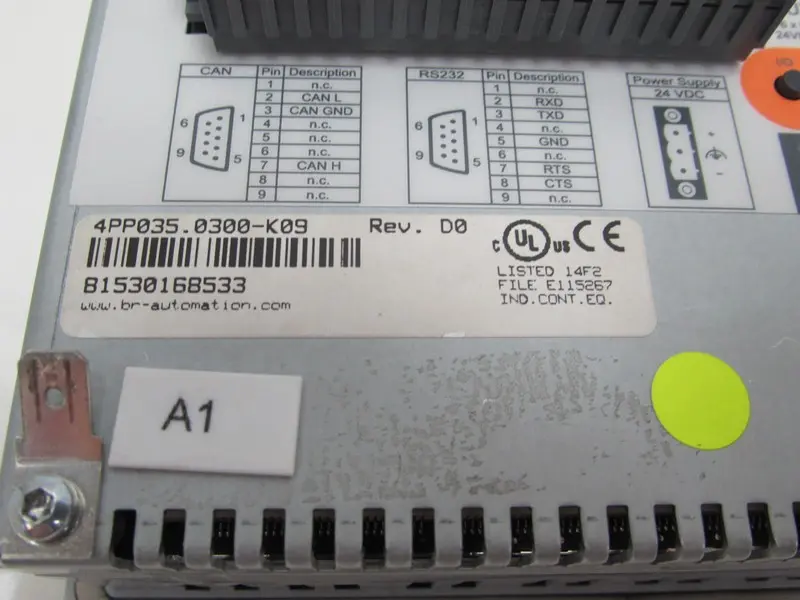 CAN Pin Description
1 n.c.
2 CAN L
3 CAN GND
4 n.c.
5 n.c.
6 n.c.
7 CAN H
8 n.c.
9 n.c.
6 1
9 5
RS232 Pin Description
1 n.c.
2 RXD
3 TXD
4 n.c.
5 GND
6 n.c.
7 RTS
8 CTS
9 n.c.
6 1
9 5
Power Supply
24 VDC
+
-
I/O
4PP035.0300-K09 Rev. D0
81530168533
www.br-automation.com
c UL us CE
LISTED 14F2
FILE E115267
IND.CONT.EQ.
A1